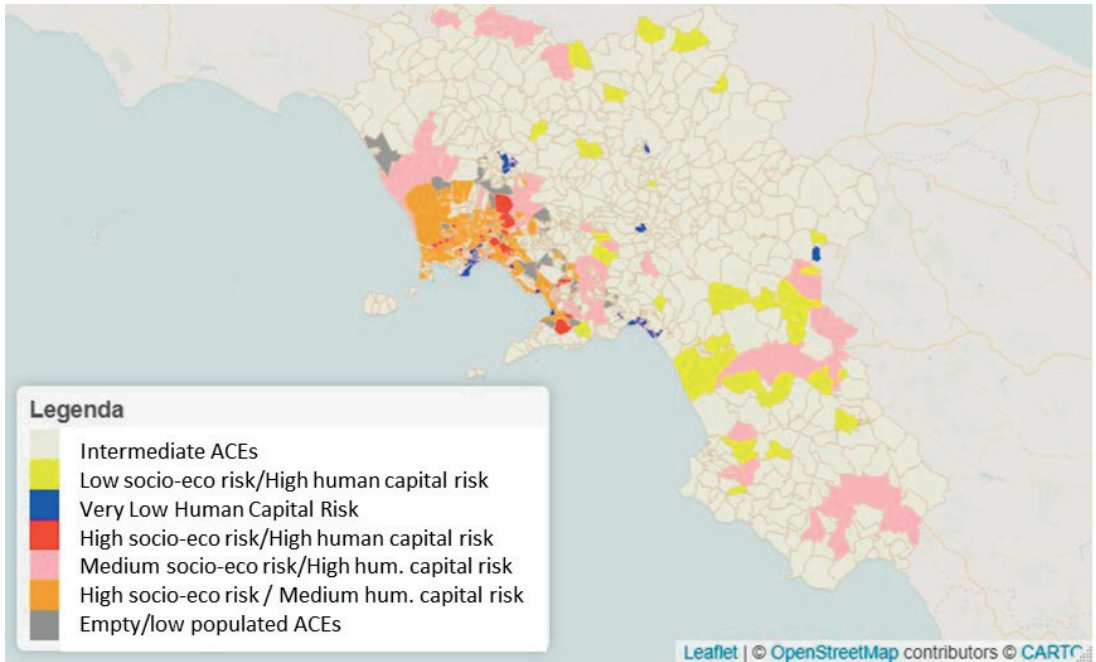 Legenda
Intermediate ACEs
Low socio-eco risk/High human capital risk
Very Low Human Capital Risk
High socio-eco risk/High human capital risk
Medium socio-eco risk/High hum. capital risk
High socio-eco risk / Medium hum. capital risk
Empty/low populated ACEs
Leaflet | © OpenStreetMap contributors © CARTO